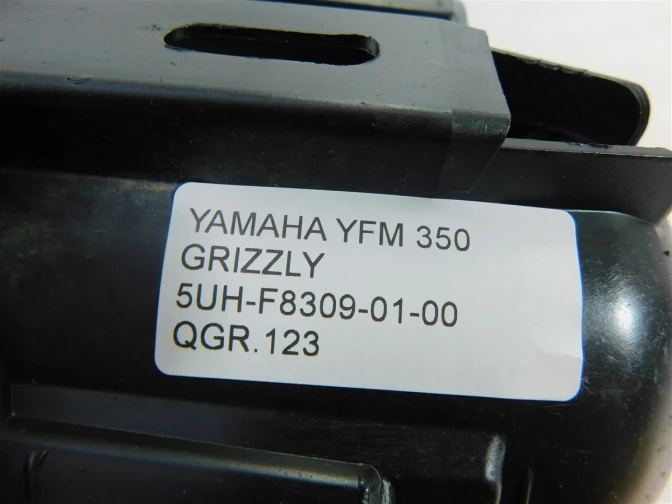 YAMAHA YFM 350
GRIZZLY
5UH-F8309-01-00
QGR.123